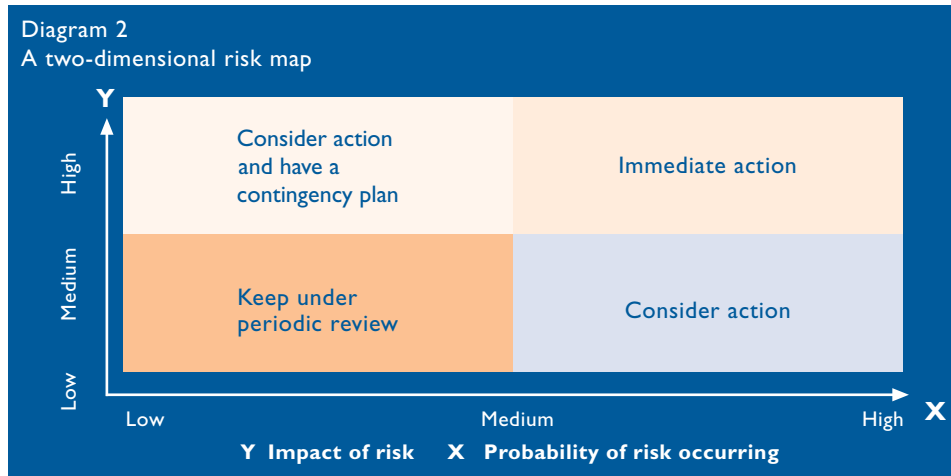 Diagram 2
A two-dimensional risk map
Y
High
Medium
Low
Consider action
and have a
contingency plan
Immediate action
Keep under
periodic review
Consider action
Low
Medium
High
X
Y Impact of risk X Probability of risk occurring